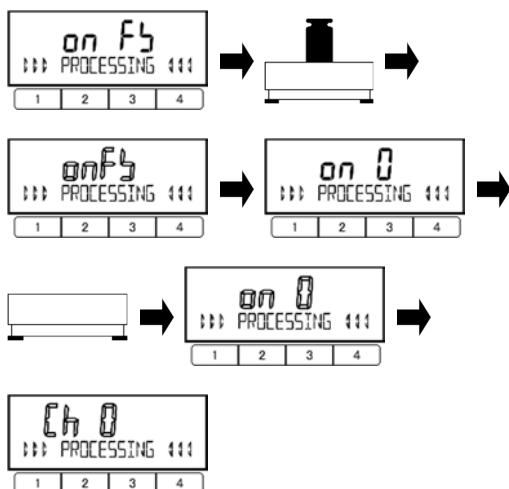 on FS
PROCESSING
1 2 3 4
onFS
PROCESSING
1 2 3 4
on 0
PROCESSING
1 2 3 4
on 0
PROCESSING
1 2 3 4
Ch 0
PROCESSING
1 2 3 4